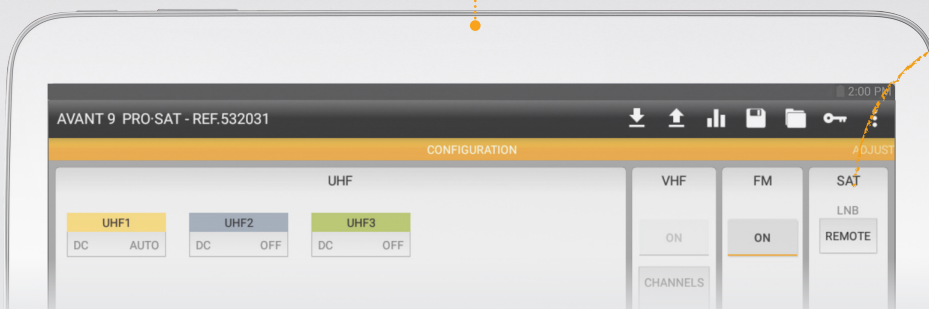 2:00 PM
AVANT 9 PRO·SAT - REF.532031
CONFIGURATION
ADJUST
UHF
VHF
FM
SAT
UHF1
UHF2
UHF3
LNB
DC AUTO
DC OFF
DC OFF
ON
ON
REMOTE
CHANNELS